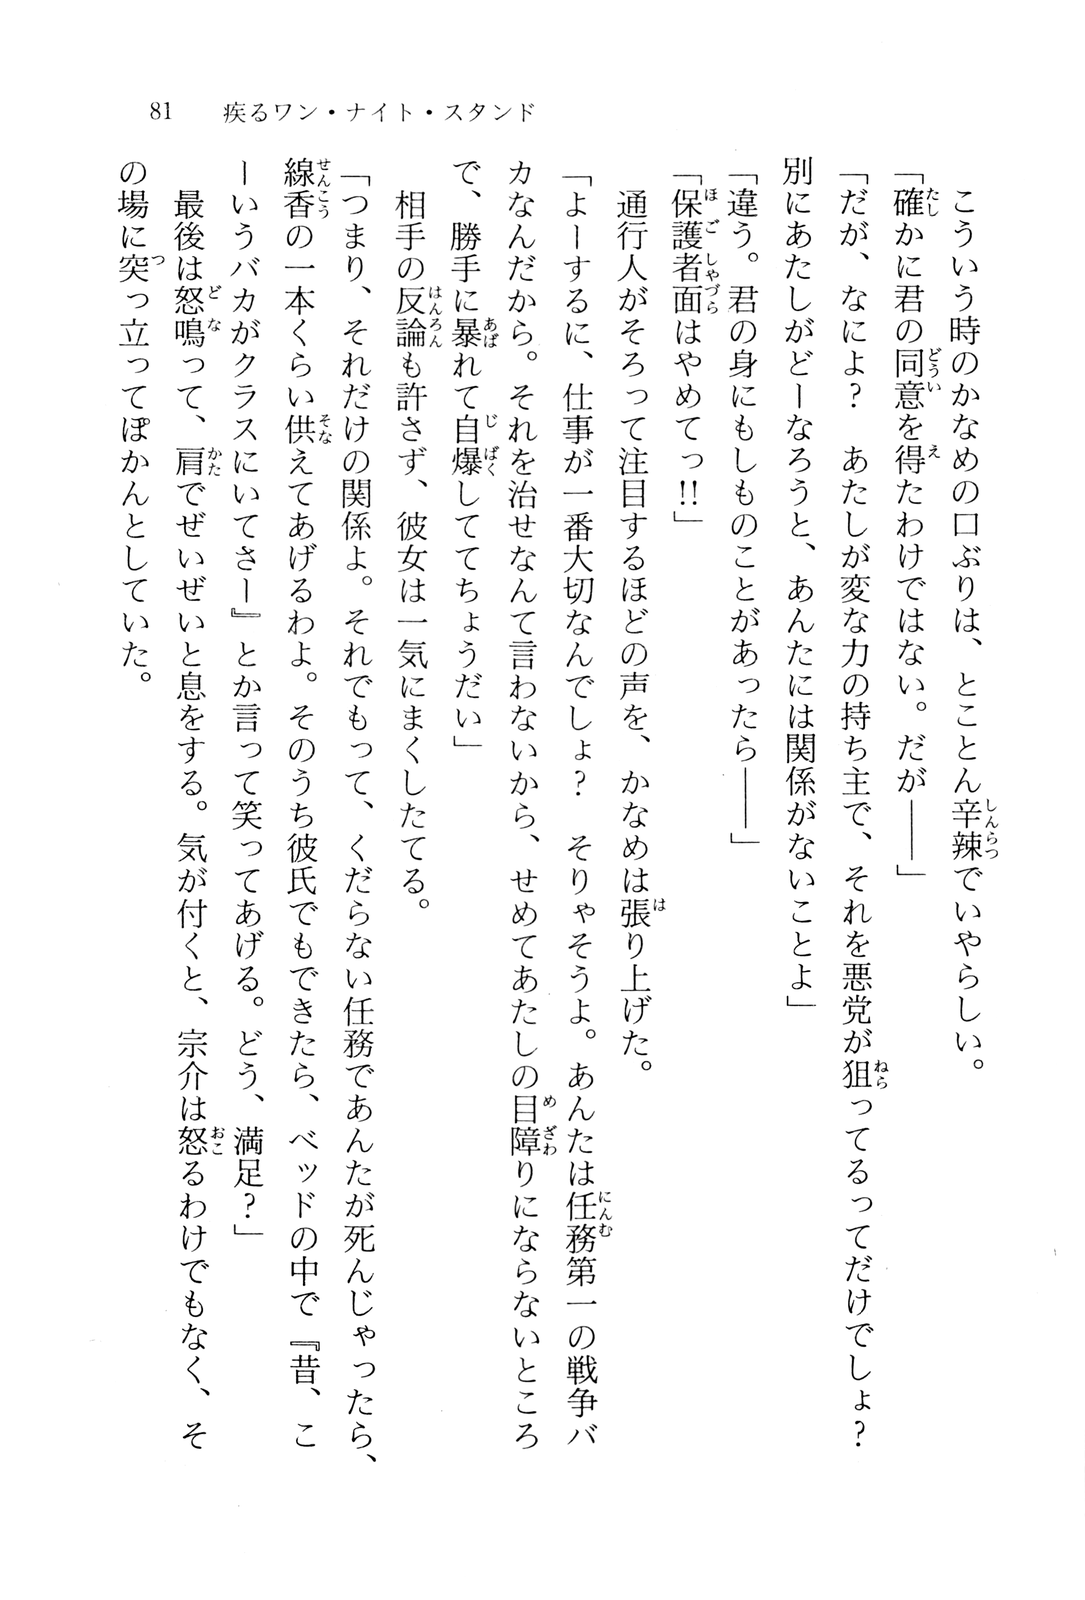 81　疾るワン・ナイト・スタンド
　こういう時のかなめの口ぶりは、とことん辛辣でいやらしい。
「確かに君の同意を得たわけではない。だが――」
「だが、なによ？　あたしが変な力の持ち主で、それを悪党が狙ってるってだけでしょ？
別にあたしがどーなろうと、あんたには関係がないことよ」
「違う。君の身にもしものことがあったら――」
「保護者面はやめてっ!!」
　通行人がそろって注目するほどの声を、かなめは張り上げた。
「よーするに、仕事が一番大切なんでしょ？　そりゃそうよ。あんたは任務第一の戦争バ
カなんだから。それを治せなんて言わないから、せめてあたしの目障りにならないところ
で、勝手に暴れて自爆しててちょうだい」
　相手の反論も許さず、彼女は一気にまくしたてる。
「つまり、それだけの関係よ。それでもって、くだらない任務であんたが死んじゃったら、
線香の一本くらい供えてあげるわよ。そのうち彼氏でもできたら、ベッドの中で『昔、こ
ーいうバカがクラスにいてさー』とか言って笑ってあげる。どう、満足？」
　最後は怒鳴って、肩でぜいぜいと息をする。気が付くと、宗介は怒るわけでもなく、そ
の場に突っ立ってぽかんとしていた。